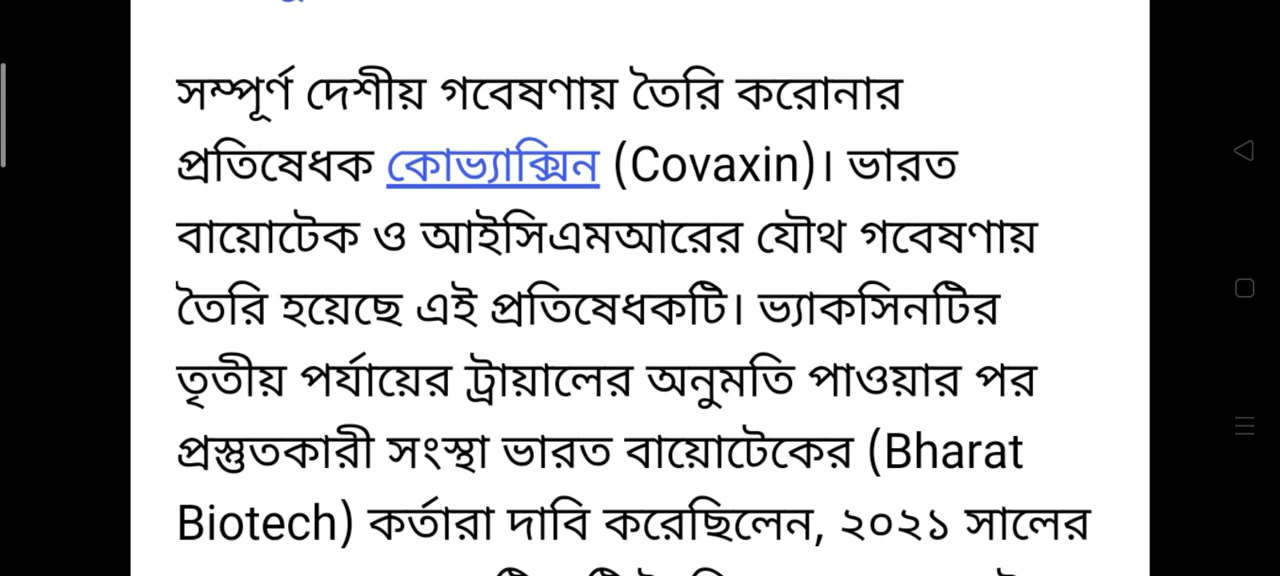 সম্পূর্ণ দেশীয় গবেষণায় তৈরি করোনার
প্রতিষেধক কোভ্যাক্সিন (Covaxin)। ভারত
বায়োটেক ও আইসিএমআরের যৌথ গবেষণায়
তৈরি হয়েছে এই প্রতিষেধকটি। ভ্যাকসিনটির
তৃতীয় পর্যায়ের ট্রায়ালের অনুমতি পাওয়ার পর
প্রস্তুতকারী সংস্থা ভারত বায়োটেকের (Bharat
Biotech) কর্তারা দাবি করেছিলেন, ২০২১ সালের